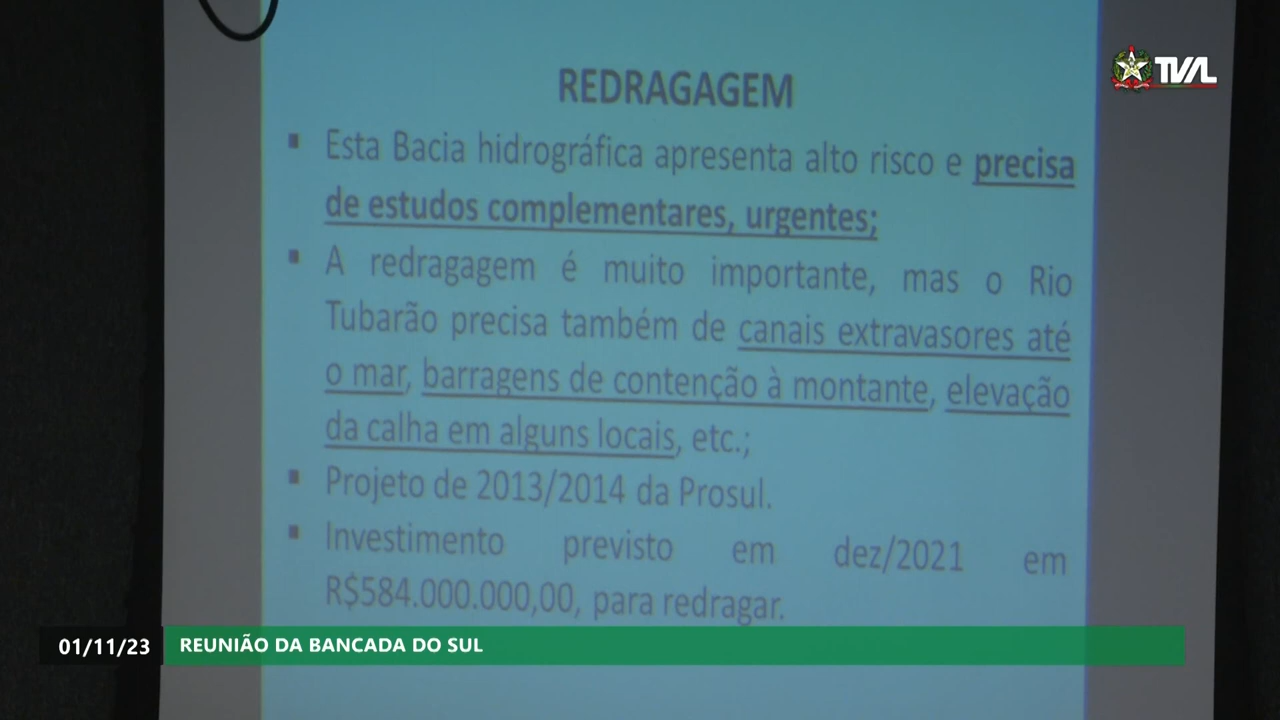 TVAL
REDRAGAGEM
▪ Esta Bacia hidrográfica apresenta alto risco e precisa
de estudos complementares, urgentes;
▪ A redragagem é muito importante, mas o Rio
Tubarão precisa também de canais extravasores até
o mar, barragens de contenção à montante, elevação
da calha em alguns locais, etc.;
▪ Projeto de 2013/2014 da Prosul.
▪ Investimento previsto em dez/2021 em
R$584.000.000,00, para redragar.
01/11/23 REUNIÃO DA BANCADA DO SUL